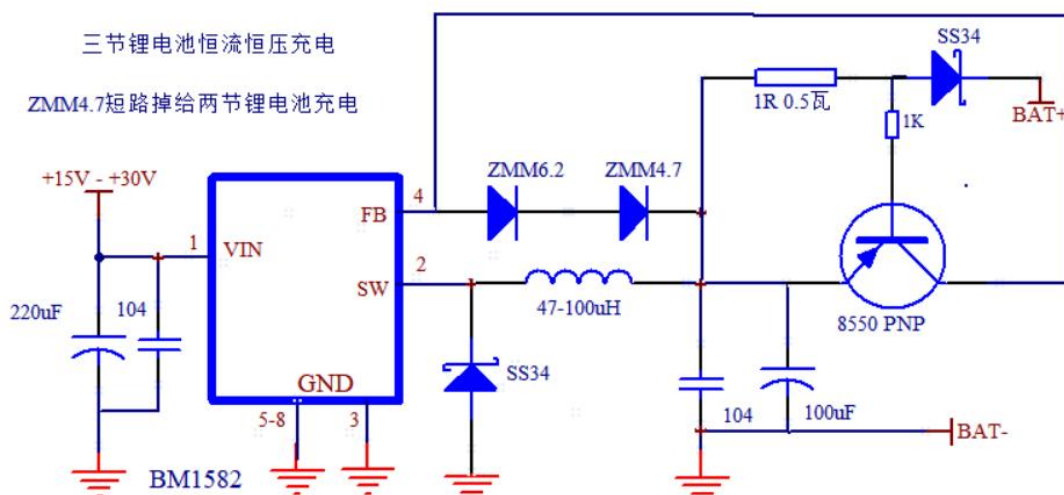 三节锂电池恒流恒压充电
SS34
ZMM4.7短路掉给两节锂电池充电
1R 0.5瓦
BAT+
1K
+15V - +30V
ZMM6.2
ZMM4.7
4
FB
1
VIN
2
SW
220uF
104
47-100uH
8550 PNP
SS34
GND
5-8
3
104
100uF
BAT-
BM1582